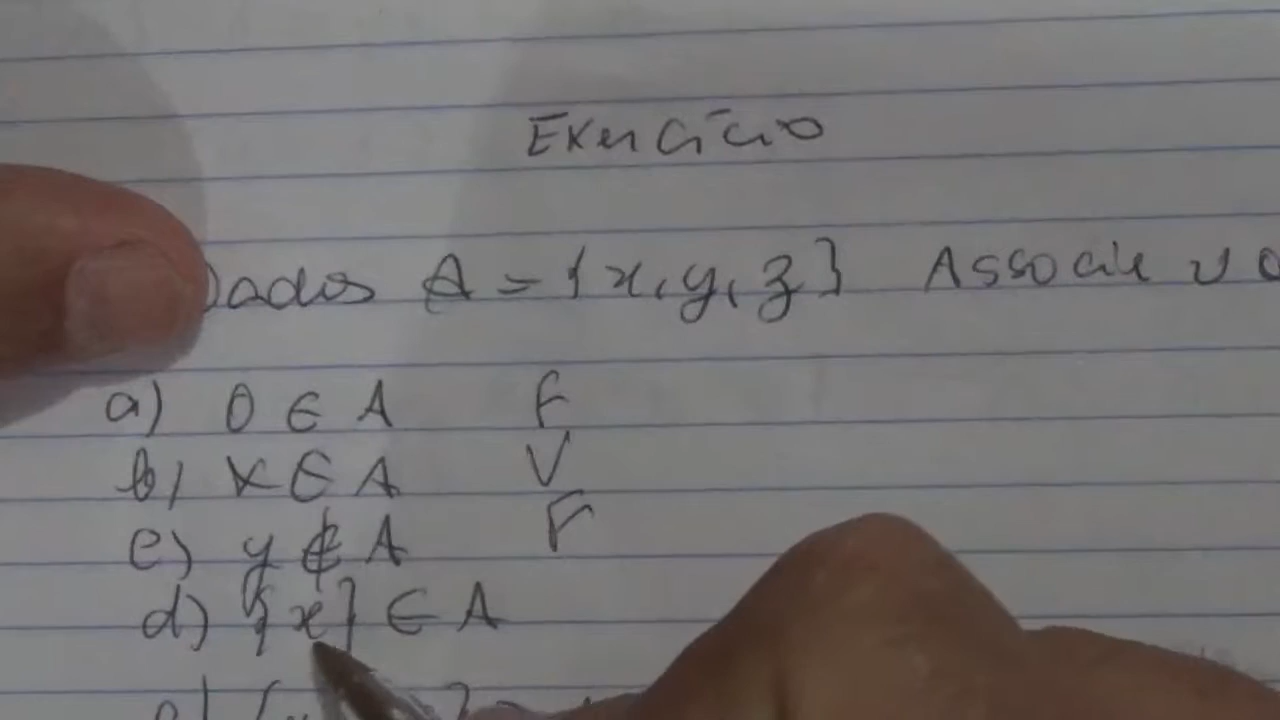 Exercício
Dados A = {x, y, z} Associe V o
a) 0 ∈ A F
b) x ∈ A V
c) y ∉ A F
d) {x} ∈ A